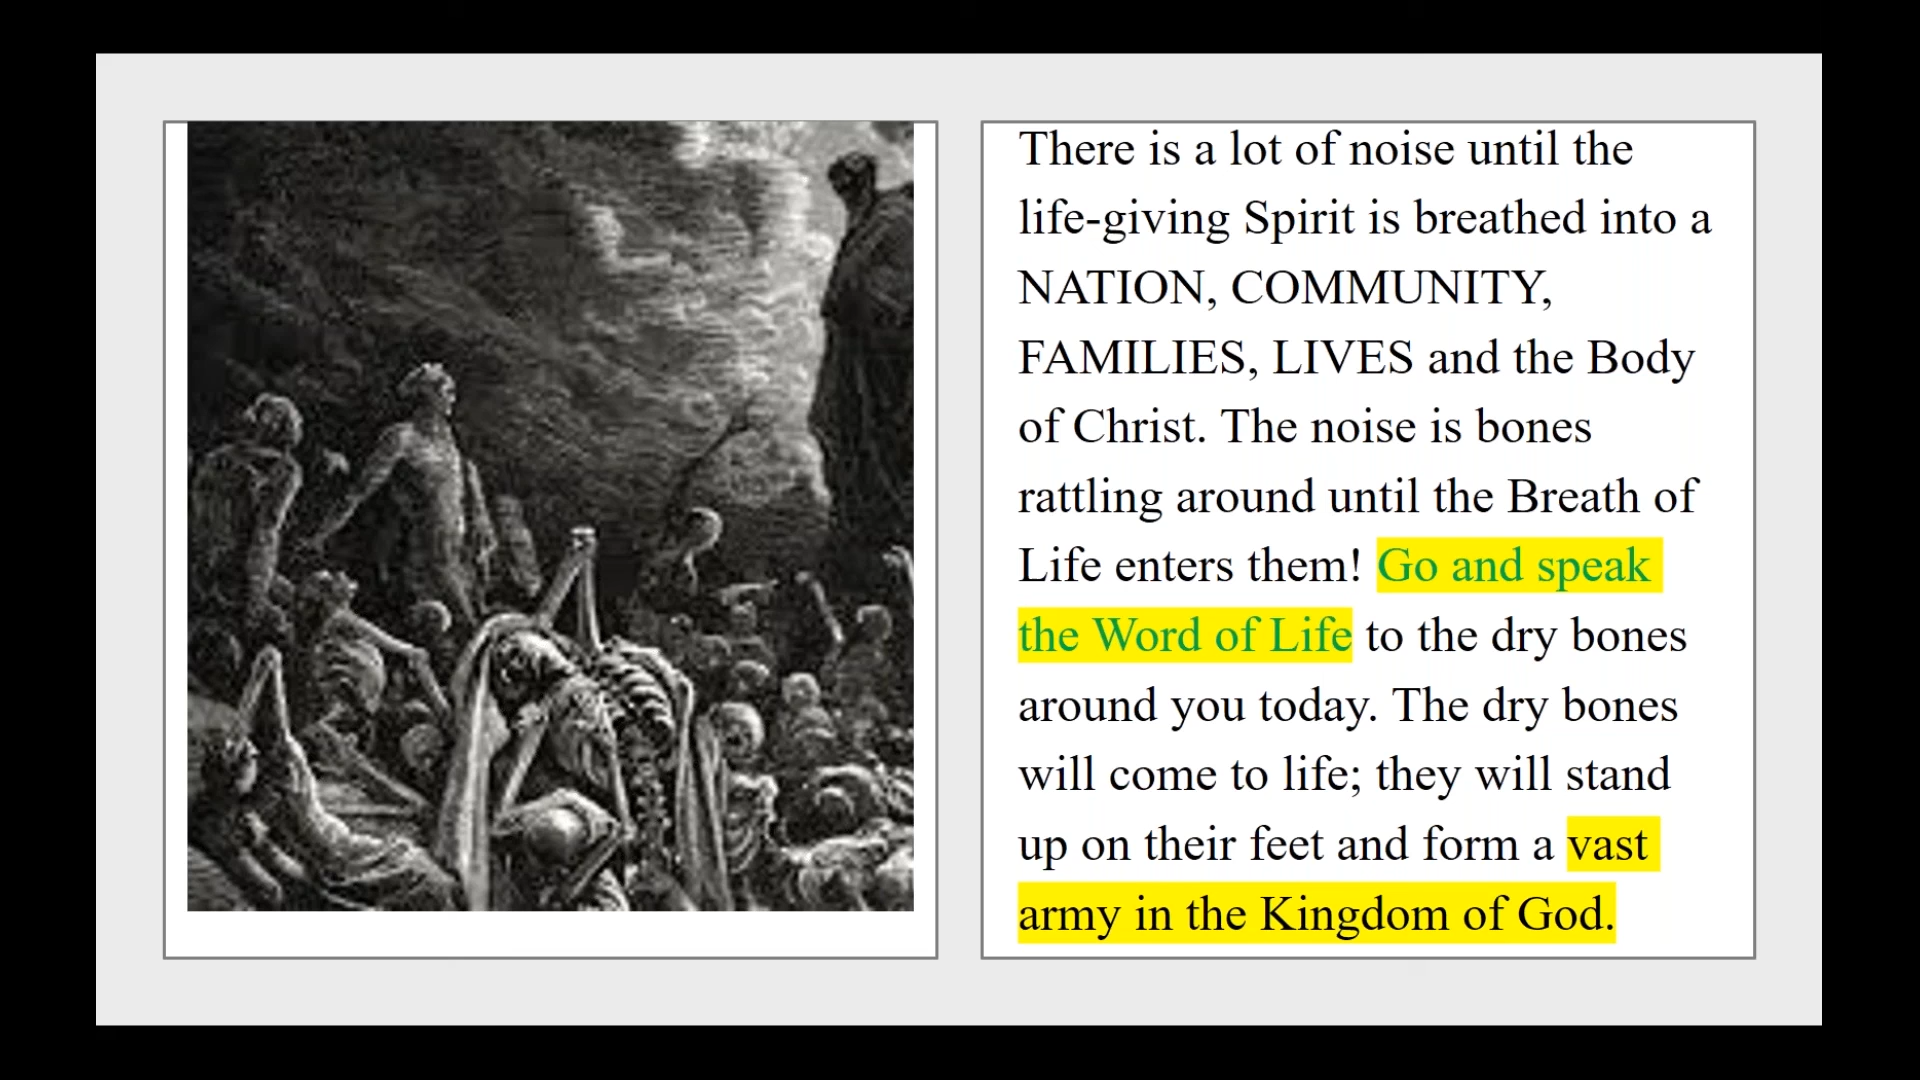 There is a lot of noise until the
life-giving Spirit is breathed into a
NATION, COMMUNITY,
FAMILIES, LIVES and the Body
of Christ. The noise is bones
rattling around until the Breath of
Life enters them! Go and speak
the Word of Life to the dry bones
around you today. The dry bones
will come to life; they will stand
up on their feet and form a vast
army in the Kingdom of God.